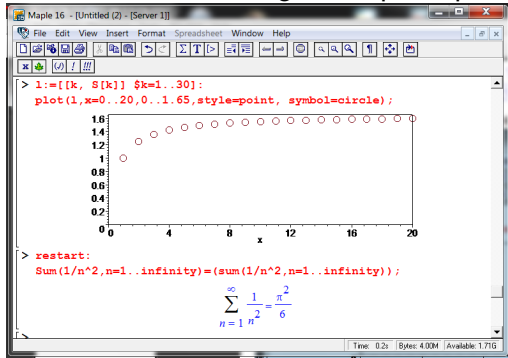 Maple 16 - [Untitled (2) - [Server 1]]
File Edit View Insert Format Spreadsheet Window Help
Σ T [>
x (√) ! !!!
> l:=[[k, S[k]] $k=1..30]:
plot(l,x=0..20,0..1.65,style=point, symbol=circle);
1.6
1.4
1.2
1
0.8
0.6
0.4
0.2
0
0 4 8 12 16 20
x
> restart:
Sum(1/n^2,n=1..infinity)=(sum(1/n^2,n=1..infinity));
∞
∑ 1/n² = π²/6
n = 1
>
Time: 0.2s Bytes: 4.00M Available: 1.71G